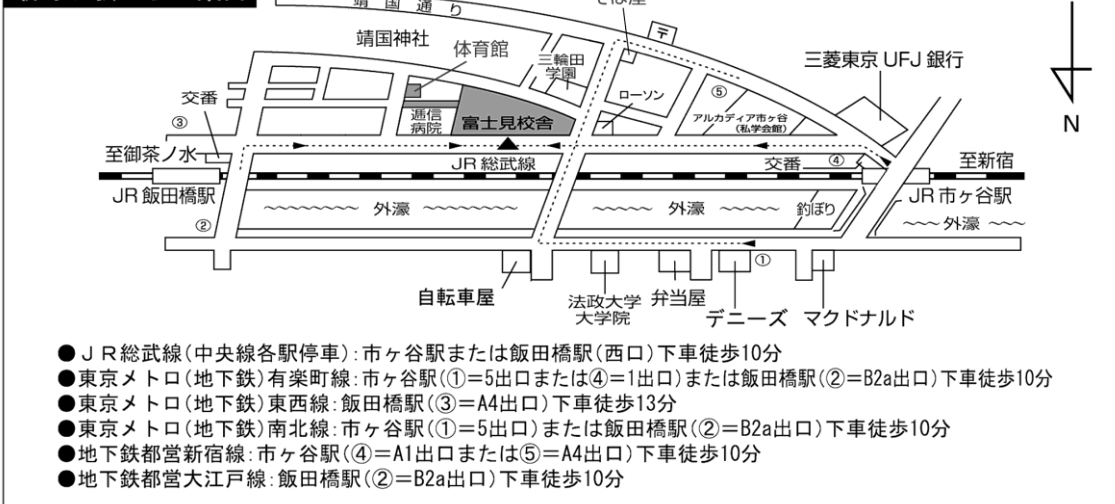 靖国通り
そば屋
〒
靖国神社
体育館
三輪田
学園
三菱東京UFJ銀行
交番
③
ローソン
⑤
逓信
病院
富士見校舎
アルカディア市ヶ谷
(私学会館)
N
至御茶ノ水
JR総武線
交番
④
至新宿
JR飯田橋駅
JR市ヶ谷駅
外濠
外濠
釣ぼり
外濠
②
①
自転車屋
法政大学
大学院
弁当屋
デニーズ
マクドナルド
●JR総武線(中央線各駅停車):市ヶ谷駅または飯田橋駅(西口)下車徒歩10分
●東京メトロ(地下鉄)有楽町線:市ヶ谷駅(①=5出口または④=1出口)または飯田橋駅(②=B2a出口)下車徒歩10分
●東京メトロ(地下鉄)東西線:飯田橋駅(③=A4出口)下車徒歩13分
●東京メトロ(地下鉄)南北線:市ヶ谷駅(①=5出口)または飯田橋駅(②=B2a出口)下車徒歩10分
●地下鉄都営新宿線:市ヶ谷駅(④=A1出口または⑤=A4出口)下車徒歩10分
●地下鉄都営大江戸線:飯田橋駅(②=B2a出口)下車徒歩10分